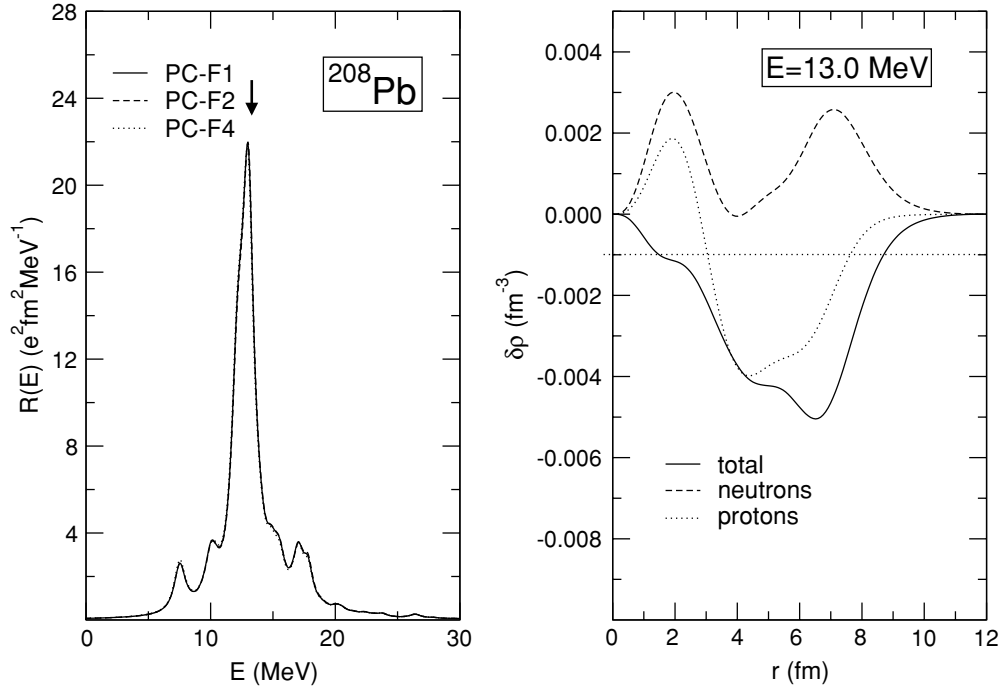 28
24
20
16
12
8
4
R(E) (e²fm²MeV⁻¹)
PC-F1
PC-F2
PC-F4
²⁰⁸Pb
0
10
20
30
E (MeV)
0.004
0.002
0.000
-0.002
-0.004
-0.006
-0.008
δρ (fm⁻³)
E=13.0 MeV
total
neutrons
protons
0
2
4
6
8
10
12
r (fm)